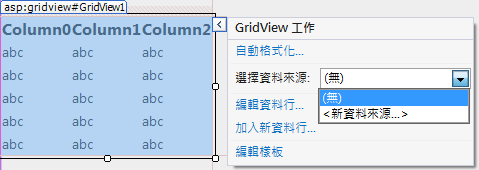 asp:gridview#GridView1
Column0 Column1 Column2
abc abc abc
abc abc abc
abc abc abc
abc abc abc
abc abc abc
GridView 工作
自動格式化...
選擇資料來源: (無)
(無)
<新資料來源...>
編輯資料行...
加入新資料行...
編輯樣板